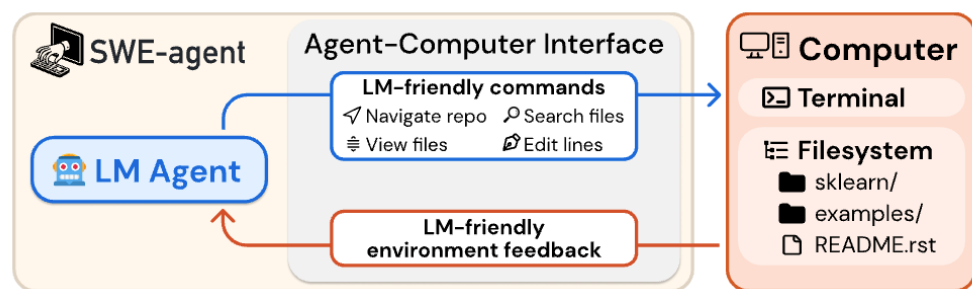 SWE-agent
Agent-Computer Interface
LM-friendly commands
Navigate repo
Search files
View files
Edit lines
LM Agent
LM-friendly
environment feedback
Computer
Terminal
Filesystem
sklearn/
examples/
README.rst